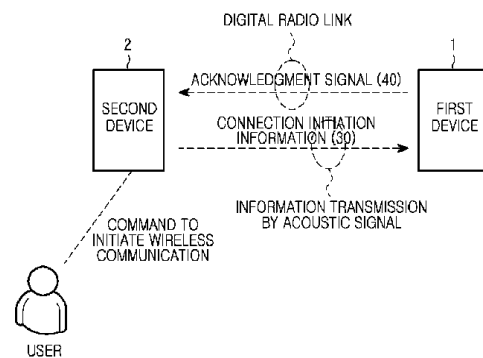 DIGITAL RADIO LINK
2
1
ACKNOWLEDGMENT SIGNAL (40)
SECOND
DEVICE
FIRST
DEVICE
CONNECTION INITIATION
INFORMATION (30)
INFORMATION TRANSMISSION
BY ACOUSTIC SIGNAL
COMMAND TO
INITIATE WIRELESS
COMMUNICATION
USER